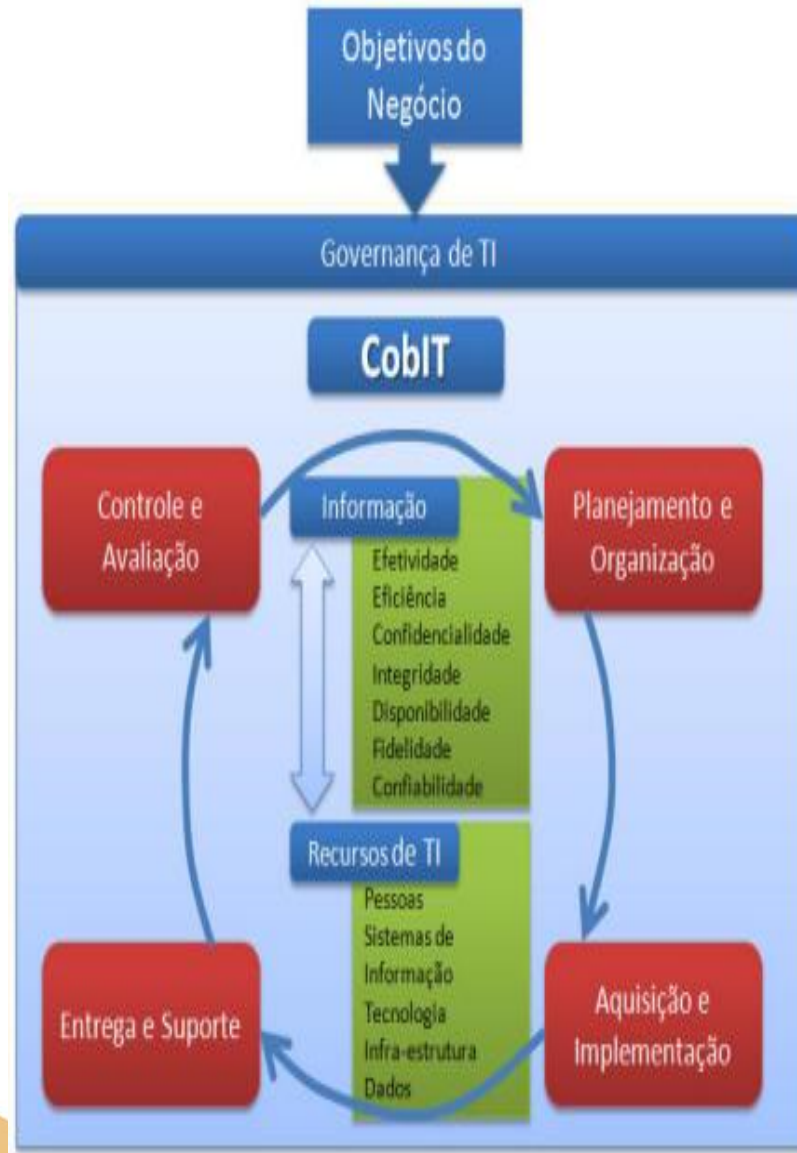 Objetivos do
Negócio
Governança de TI
CobIT
Controle e
Avaliação
Informação
Efetividade
Eficiência
Confidencialidade
Integridade
Disponibilidade
Fidelidade
Confiabilidade
Planejamento e
Organização
Recursos de TI
Pessoas
Sistemas de
Informação
Tecnologia
Infra-estrutura
Dados
Entrega e Suporte
Aquisição e
Implementação